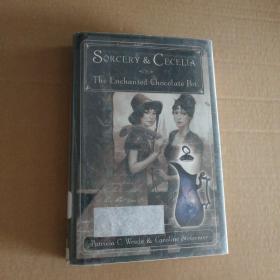 SORCERY & CECELIA
OR
The Enchanted Chocolate Pot
Patricia C. Wrede & Caroline Stevermer